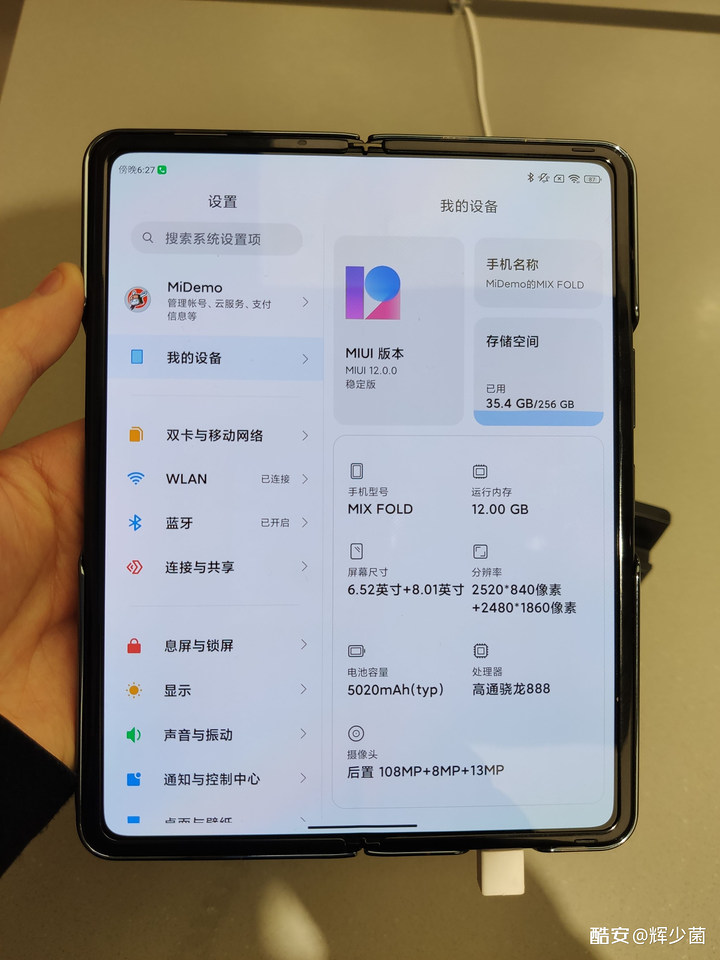 傍晚6:27
87
设置
搜索系统设置项
MiDemo
管理帐号、云服务、支付
信息等
我的设备
双卡与移动网络
WLAN 已连接
蓝牙 已开启
连接与共享
息屏与锁屏
显示
声音与振动
通知与控制中心
桌面与壁纸
我的设备
MIUI 版本
MIUI 12.0.0
稳定版
手机名称
MiDemo的MIX FOLD
存储空间
已用
35.4 GB/256 GB
手机型号
MIX FOLD
运行内存
12.00 GB
屏幕尺寸
6.52英寸+8.01英寸
分辨率
2520*840像素
+2480*1860像素
电池容量
5020mAh(typ)
处理器
高通骁龙888
摄像头
后置 108MP+8MP+13MP
酷安@辉少菌